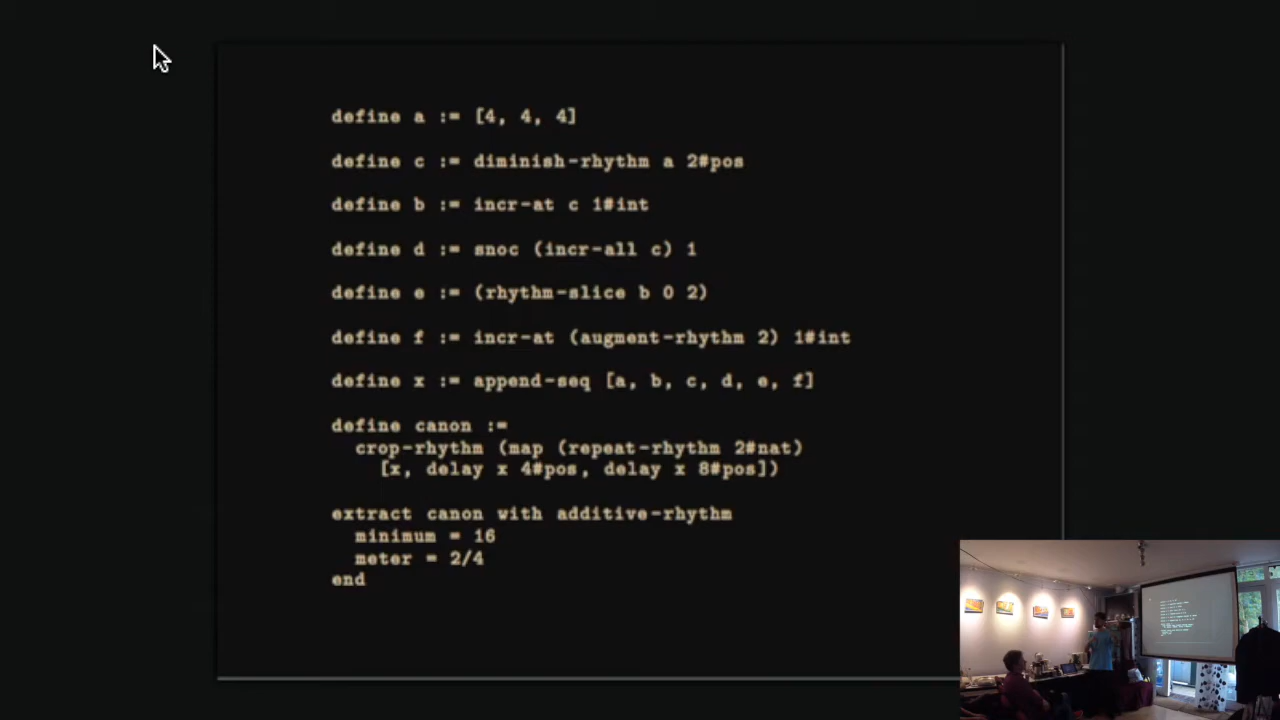 define a := [4, 4, 4]
define c := diminish-rhythm a 2#pos
define b := incr-at c 1#int
define d := snoc (incr-all c) 1
define e := (rhythm-slice b 0 2)
define f := incr-at (augment-rhythm 2) 1#int
define x := append-seq [a, b, c, d, e, f]
define canon :=
crop-rhythm (map (repeat-rhythm 2#nat)
[x, delay x 4#pos, delay x 8#pos])
extract canon with additive-rhythm
minimum = 16
meter = 2/4
end